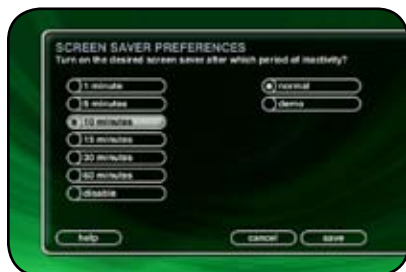 SCREEN SAVER PREFERENCES
Turn on the desired screen saver after which period of inactivity?
1 minute
5 minutes
10 minutes
15 minutes
30 minutes
60 minutes
disable
normal
demo
help
cancel
save